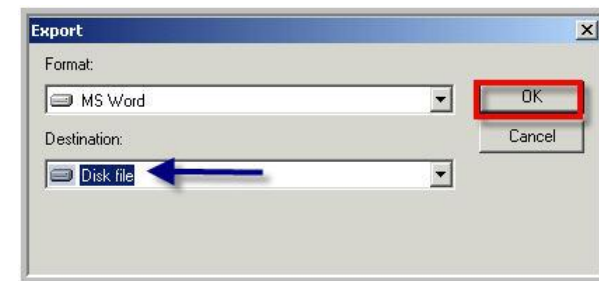 Export
Format:
MS Word
OK
Destination:
Cancel
Disk file